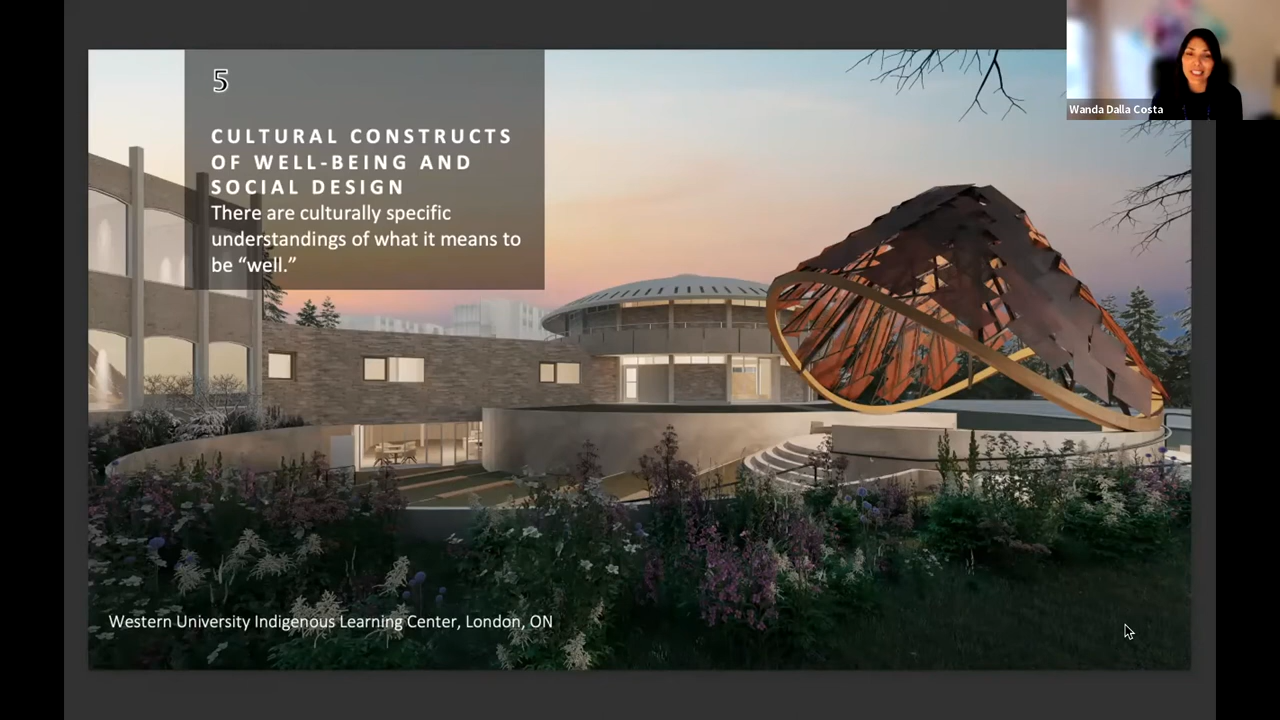 Wanda Dalla Costa
5
CULTURAL CONSTRUCTS
OF WELL-BEING AND
SOCIAL DESIGN
There are culturally specific
understandings of what it means to
be “well.”
Western University Indigenous Learning Center, London, ON